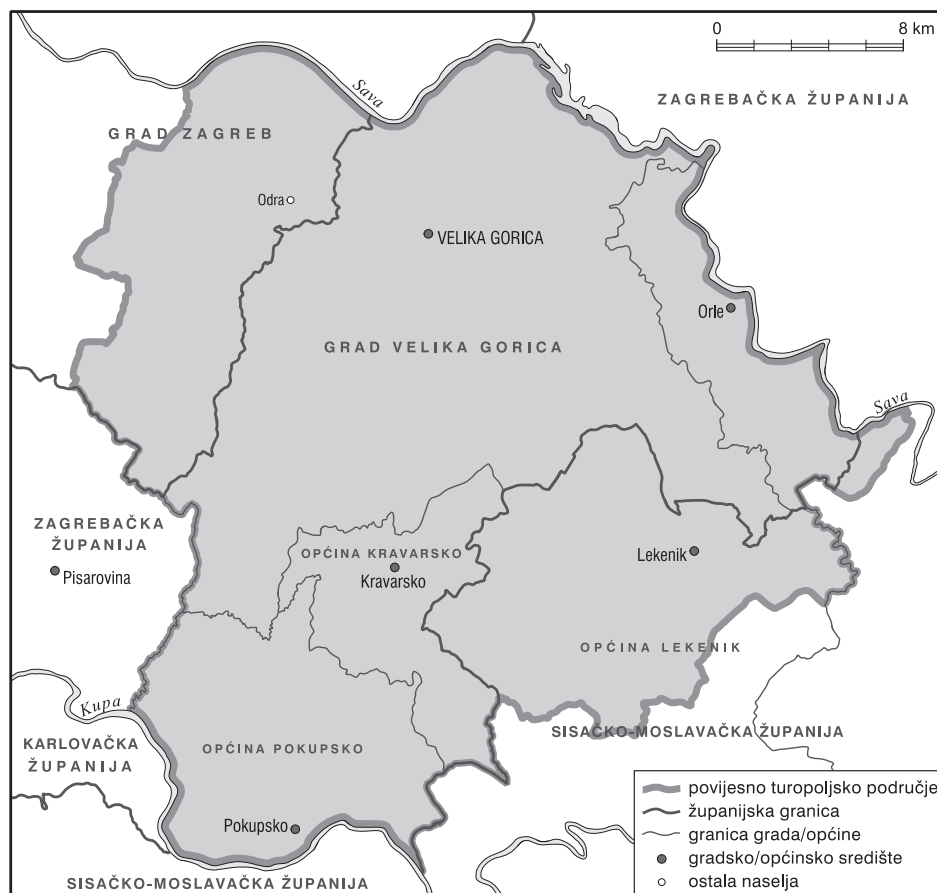 0 8 km
Sava
ZAGREBAČKA ŽUPANIJA
GRAD ZAGREB
Odra
VELIKA GORICA
Orle
GRAD VELIKA GORICA
Sava
ZAGREBAČKA
ŽUPANIJA
Pisarovina
OPĆINA KRAVARSKO
Kravarsko
Lekenik
OPĆINA LEKENIK
Kupa
KARLOVAČKA
ŽUPANIJA
OPĆINA POKUPSKO
SISAČKO-MOSLAVAČKA ŽUPANIJA
Pokupsko
SISAČKO-MOSLAVAČKA ŽUPANIJA
povijesno turopoljsko područje
županijska granica
granica grada/općine
gradsko/općinsko središte
ostala naselja